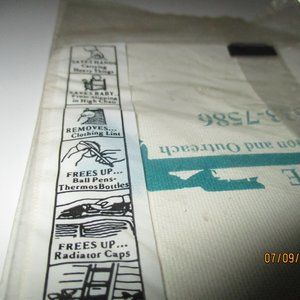 SAVES HANDS
Carrying
Heavy Things
SAVES BABY
From slipping
in High Chair
REMOVES...
Clothing Lint
FREES UP...
Ball Pens-
Thermos Bottles
FREES UP...
Radiator Caps
3-7586
on and Outreach
E
07/09